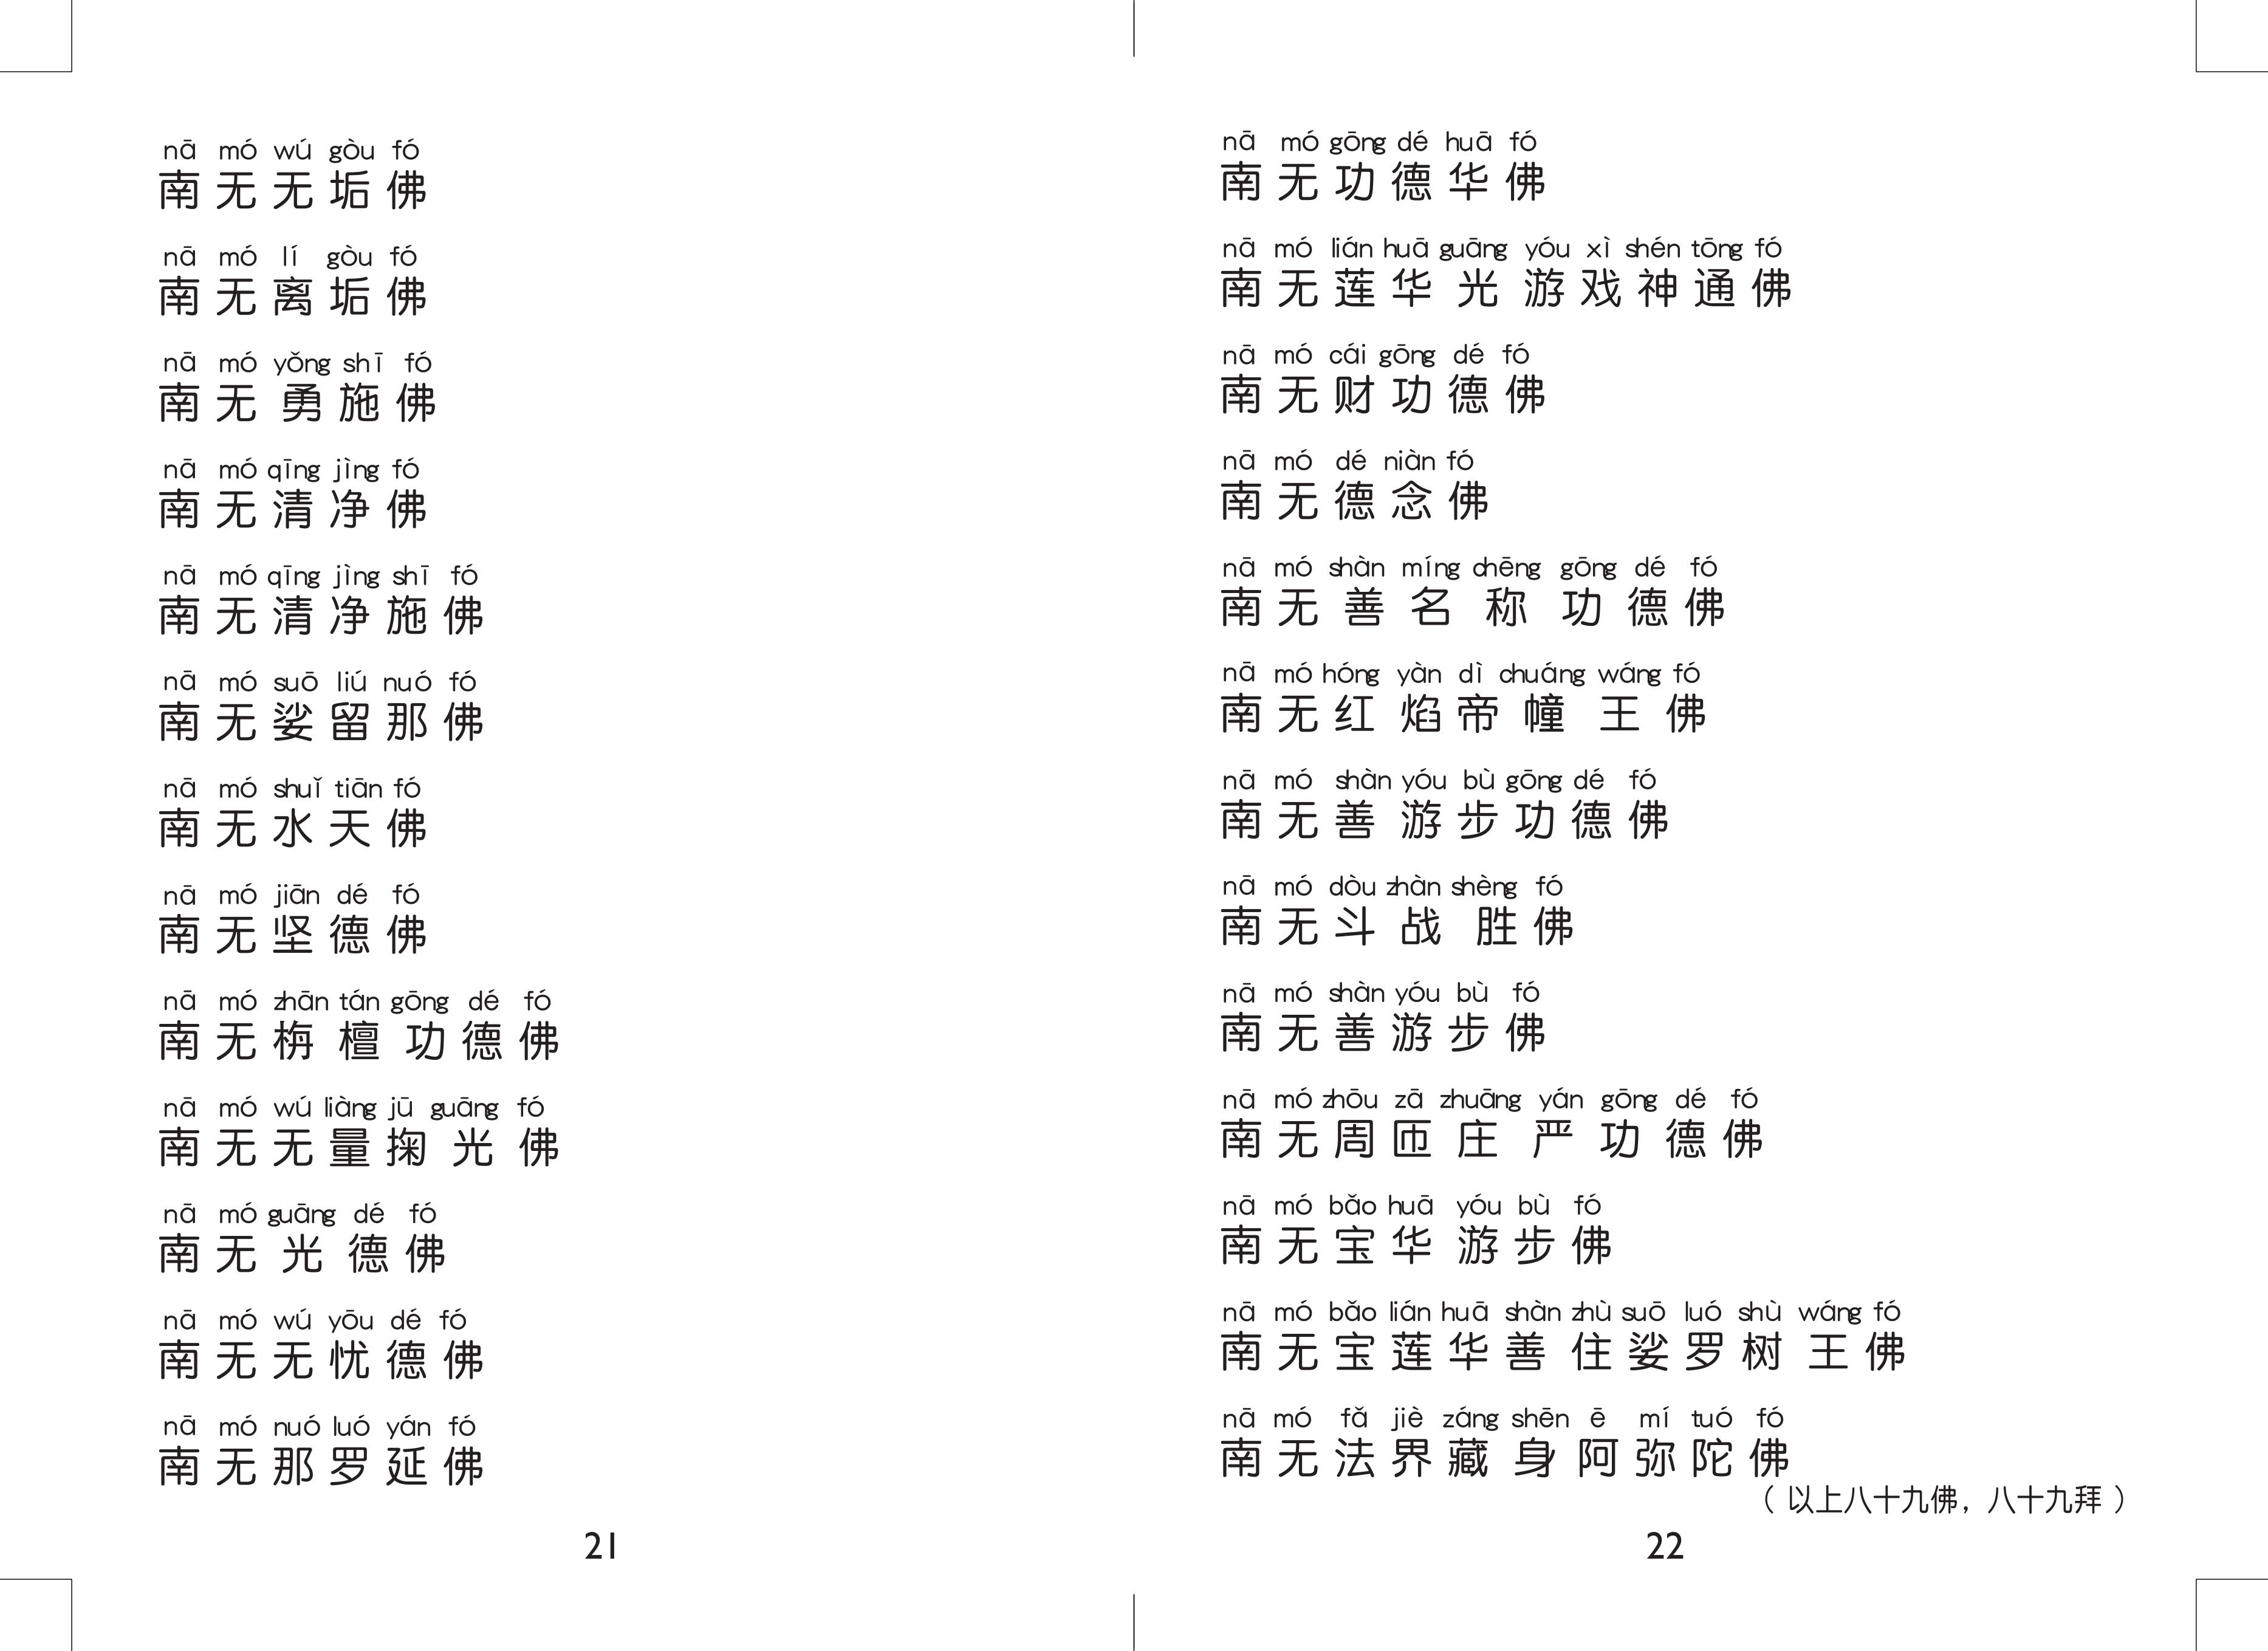 nā mó wú gòu fó
南无无垢佛
nā mó lí gòu fó
南无离垢佛
nā mó yǒng shī fó
南无勇施佛
nā mó qīng jìng fó
南无清净佛
nā mó qīng jìng shī fó
南无清净施佛
nā mó suō liú nuó fó
南无娑留那佛
nā mó shuǐ tiān fó
南无水天佛
nā mó jiān dé fó
南无坚德佛
nā mó zhān tán gōng dé fó
南无栴檀功德佛
nā mó wú liàng jū guāng fó
南无无量掬光佛
nā mó guāng dé fó
南无光德佛
nā mó wú yōu dé fó
南无无忧德佛
nā mó nuó luó yán fó
南无那罗延佛
21
nā mó gōng dé huā fó
南无功德华佛
nā mó lián huā guāng yóu xì shén tōng fó
南无莲华光游戏神通佛
nā mó cái gōng dé fó
南无财功德佛
nā mó dé niàn fó
南无德念佛
nā mó shàn míng chēng gōng dé fó
南无善名称功德佛
nā mó hóng yàn dì chuáng wáng fó
南无红焰帝幢王佛
nā mó shàn yóu bù gōng dé fó
南无善游步功德佛
nā mó dòu zhàn shèng fó
南无斗战胜佛
nā mó shàn yóu bù fó
南无善游步佛
nā mó zhōu zā zhuāng yán gōng dé fó
南无周匝庄严功德佛
nā mó bǎo huā yóu bù fó
南无宝华游步佛
nā mó bǎo lián huā shàn zhù suō luó shù wáng fó
南无宝莲华善住娑罗树王佛
nā mó fǎ jiè záng shēn ē mí tuó fó
南无法界藏身阿弥陀佛
（以上八十九佛，八十九拜）
22